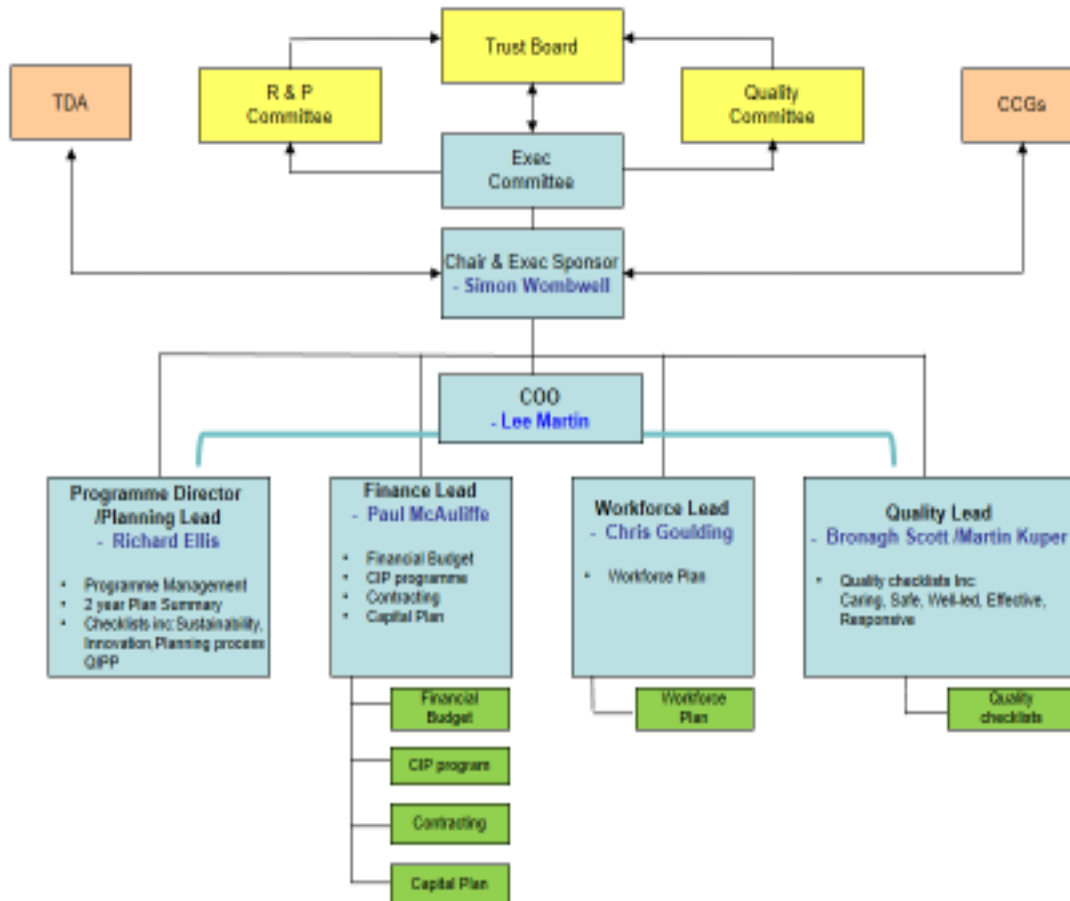 Trust Board
TDA
R & P
Committee
Quality
Committee
CCGs
Exec
Committee
Chair & Exec Sponsor
- Simon Wombwell
COO
- Lee Martin
Programme Director
/Planning Lead
- Richard Ellis
• Programme Management
• 2 year Plan Summary
• Checklists inc: Sustainability,
Innovation, Planning process
QIPP
Finance Lead
- Paul McAuliffe
• Financial Budget
• CIP programme
• Contracting
• Capital Plan
Workforce Lead
- Chris Goulding
• Workforce Plan
Quality Lead
- Bronagh Scott /Martin Kuper
• Quality checklists Inc
Caring, Safe, Well-led, Effective,
Responsive
Financial
Budget
CIP program
Contracting
Capital Plan
Workforce
Plan
Quality
checklists